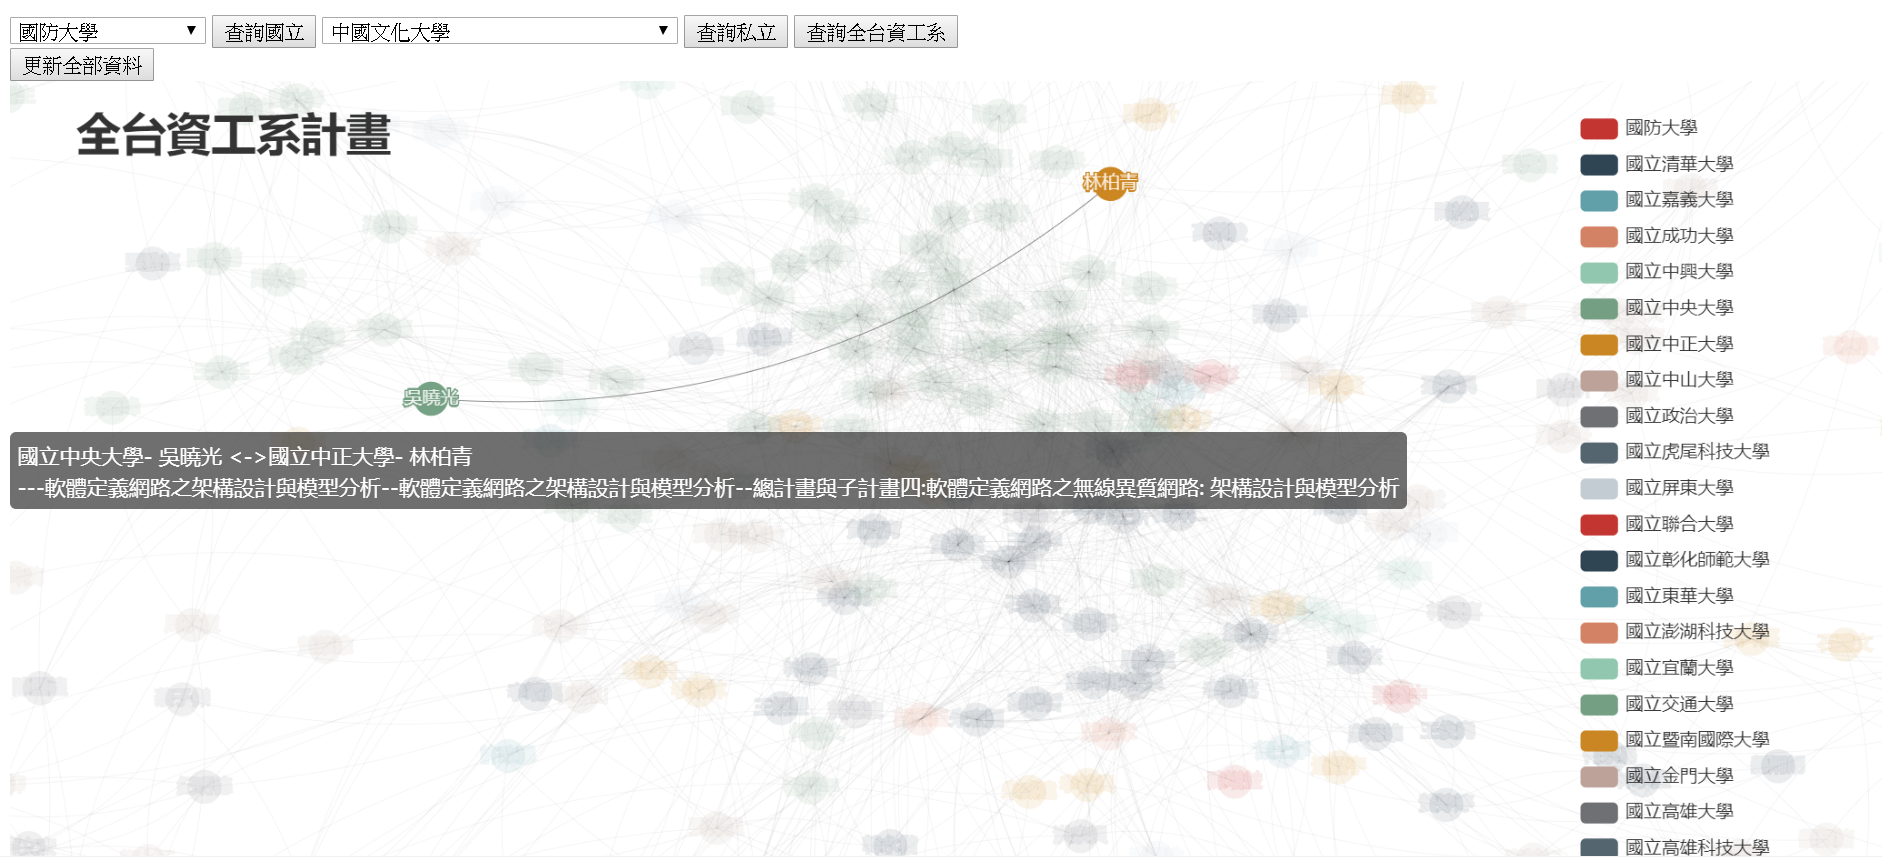 國防大學 查詢國立 中國文化大學 查詢私立 查詢全台資工系
更新全部資料
全台資工系計畫
林柏青
吳曉光
國立中央大學- 吳曉光 <->國立中正大學- 林柏青
---軟體定義網路之架構設計與模型分析--軟體定義網路之架構設計與模型分析--總計畫與子計畫四:軟體定義網路之無線異質網路: 架構設計與模型分析
國防大學
國立清華大學
國立嘉義大學
國立成功大學
國立中興大學
國立中央大學
國立中正大學
國立中山大學
國立政治大學
國立虎尾科技大學
國立屏東大學
國立聯合大學
國立彰化師範大學
國立東華大學
國立澎湖科技大學
國立宜蘭大學
國立交通大學
國立暨南國際大學
國立金門大學
國立高雄大學
國立高雄科技大學